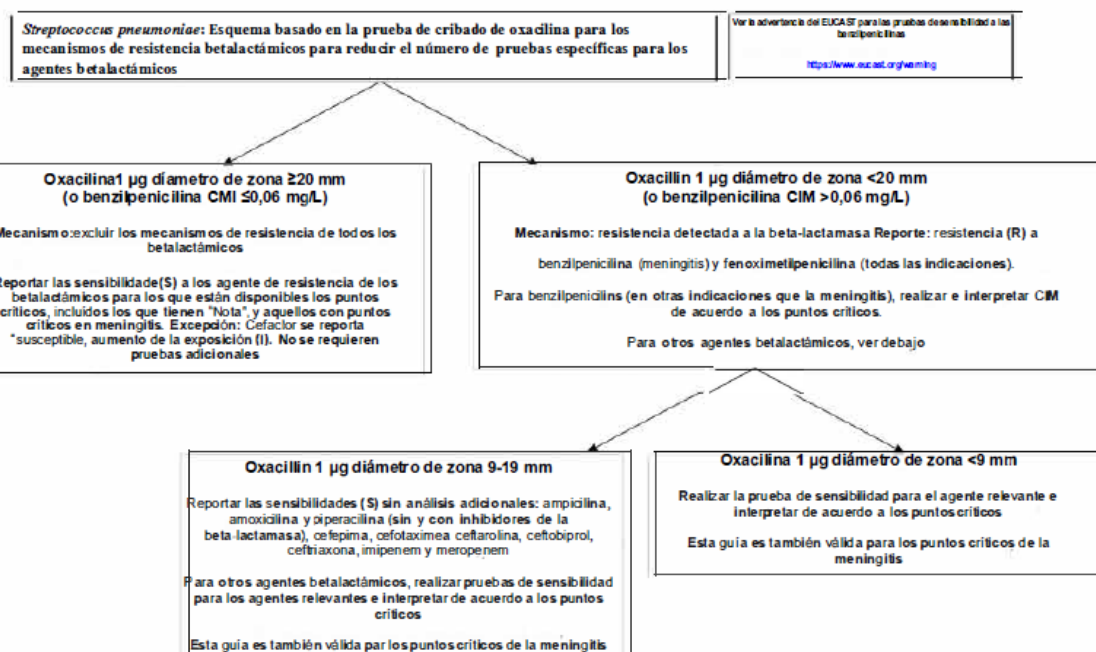 Streptococcus pneumoniae: Esquema basado en la prueba de cribado de oxacilina para los
mecanismos de resistencia betalactámicos para reducir el número de pruebas específicas para los
agentes betalactámicos
Ver la advertencia del EUCAST para las pruebas de sensibilidad a las
benzilpenicilinas
https://www.eucast.org/warning
Oxacilina1 µg díametro de zona ≥20 mm
(o benzilpenicilina CMI ≤0,06 mg/L)
Mecanismo:excluir los mecanismos de resistencia de todos los
betalactámicos
Reportar las sensibilidade(S) a los agente de resistencia de los
betalactámicos para los que están disponibles los puntos
críticos, incluidos los que tienen "Nota", y aquellos con puntos
críticos en meningitis. Excepción: Cefaclor se reporta
"susceptible, aumento de la exposición (I). No se requieren
pruebas adicionales
Oxacillin 1 µg diámetro de zona <20 mm
(o benzilpenicilina CIM >0,06 mg/L)
Mecanismo: resistencia detectada a la beta-lactamasa Reporte: resistencia (R) a
benzilpenicilina (meningitis) y fenoximetilpenicilina (todas las indicaciones).
Para benzilpenicilins (en otras indicaciones que la meningitis), realizar e interpretar CIM
de acuerdo a los puntos críticos.
Para otros agentes betalactámicos, ver debajo
Oxacillin 1 µg diámetro de zona 9-19 mm
Reportar las sensibilidades (S) sin análisis adicionales: ampicilina,
amoxicilina y piperacilina (sin y con inhibidores de la
beta-lactamasa), cefepima, cefotaximea ceftarolina, ceftobiprol,
ceftriaxona, imipenem y meropenem
Para otros agentes betalactámicos, realizar pruebas de sensibilidad
para los agentes relevantes e interpretar de acuerdo a los puntos
críticos
Esta guía es también válida par los puntos críticos de la meningitis
Oxacilina 1 µg diámetro de zona <9 mm
Realizar la prueba de sensibilidad para el agente relevante e
interpretar de acuerdo a los puntos críticos
Esta guía es también válida para los puntos críticos de la
meningitis